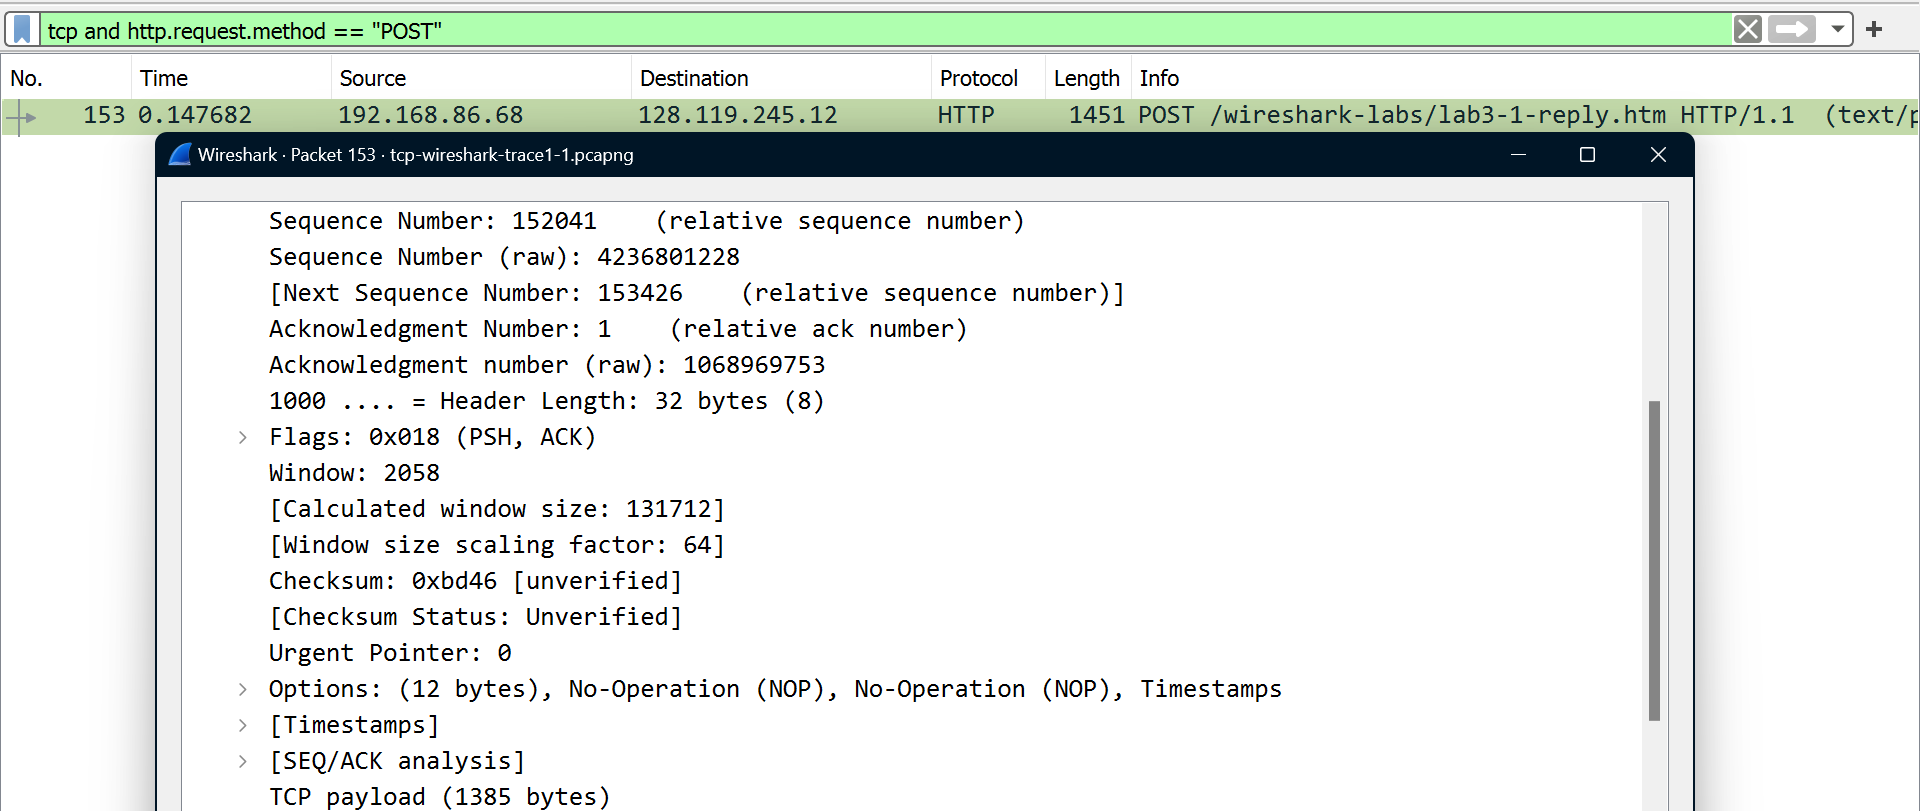 tcp and http.request.method == "POST"
No. Time Source Destination Protocol Length Info
153 0.147682 192.168.86.68 128.119.245.12 HTTP 1451 POST /wireshark-labs/lab3-1-reply.htm HTTP/1.1 (text/p
Wireshark · Packet 153 · tcp-wireshark-trace1-1.pcapng
Sequence Number: 152041 (relative sequence number)
Sequence Number (raw): 4236801228
[Next Sequence Number: 153426 (relative sequence number)]
Acknowledgment Number: 1 (relative ack number)
Acknowledgment number (raw): 1068969753
1000 .... = Header Length: 32 bytes (8)
Flags: 0x018 (PSH, ACK)
Window: 2058
[Calculated window size: 131712]
[Window size scaling factor: 64]
Checksum: 0xbd46 [unverified]
[Checksum Status: Unverified]
Urgent Pointer: 0
Options: (12 bytes), No-Operation (NOP), No-Operation (NOP), Timestamps
[Timestamps]
[SEQ/ACK analysis]
TCP payload (1385 bytes)